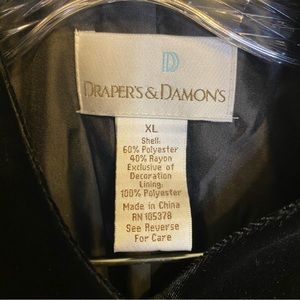 D
DRAPER'S & DAMON'S
XL
Shell:
60% Polyester
40% Rayon
Exclusive of
Decoration
Lining:
100% Polyester
Made in China
RN 105378
See Reverse
For Care